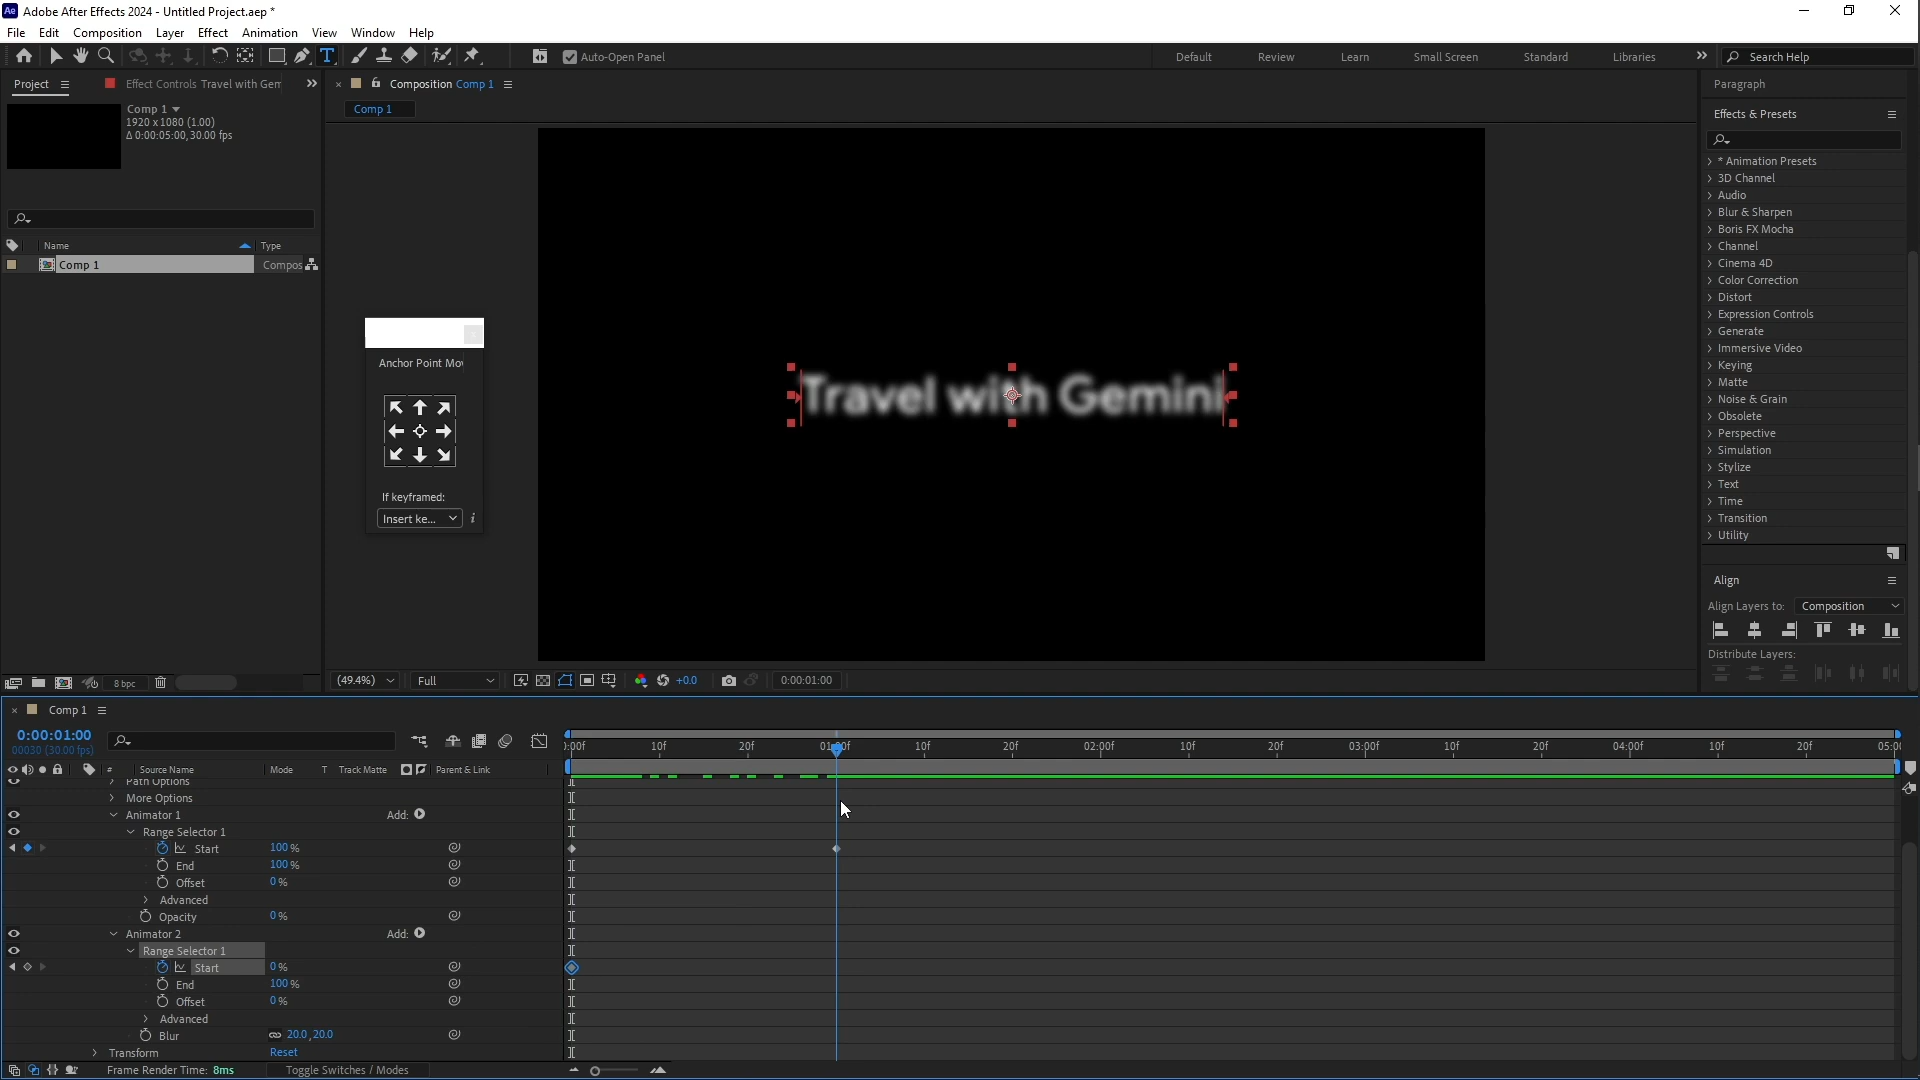 Adobe After Effects 2024 - Untitled Project.aep *
File Edit Composition Layer Effect Animation View Window Help
Auto-Open Panel
Default Review Learn Small Screen Standard Libraries Search Help
Project Effect Controls Travel with Gem
Composition Comp 1
Comp 1
Comp 1
1920 x 1080 (1.00)
Δ 0:00:05:00, 30.00 fps
Name Type
Comp 1 Compos
8 bpc
Anchor Point Mov
If keyframed:
Insert ke...
Travel with Gemini
(49.4%) Full +0.0 0:00:01:00
Paragraph
Effects & Presets
* Animation Presets
3D Channel
Audio
Blur & Sharpen
Boris FX Mocha
Channel
Cinema 4D
Color Correction
Distort
Expression Controls
Generate
Immersive Video
Keying
Matte
Noise & Grain
Obsolete
Perspective
Simulation
Stylize
Text
Time
Transition
Utility
Align
Align Layers to: Composition
Distribute Layers:
Comp 1
0:00:01:00
00030 (30.00 fps)
10f 20f 10f 20f 02:00f 10f 20f 03:00f 10f 20f 04:00f 10f 20f
# Source Name Mode T Track Matte Parent & Link
Path Options
More Options
Animator 1 Add:
Range Selector 1
Start 100%
End 100%
Offset 0%
Advanced
Opacity 0%
Animator 2 Add:
Range Selector 1
Start 0%
End 100%
Offset 0%
Advanced
Blur 20.0, 20.0
Transform Reset
Frame Render Time: 8ms Toggle Switches / Modes